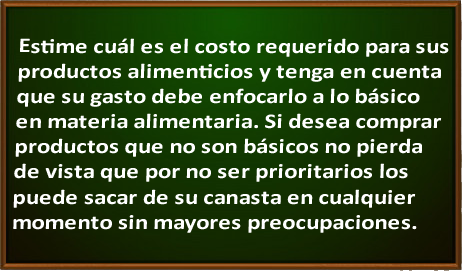 Estime cuál es el costo requerido para sus
productos alimenticios y tenga en cuenta
que su gasto debe enfocarlo a lo básico
en materia alimentaria. Si desea comprar
productos que no son básicos no pierda
de vista que por no ser prioritarios los
puede sacar de su canasta en cualquier
momento sin mayores preocupaciones.